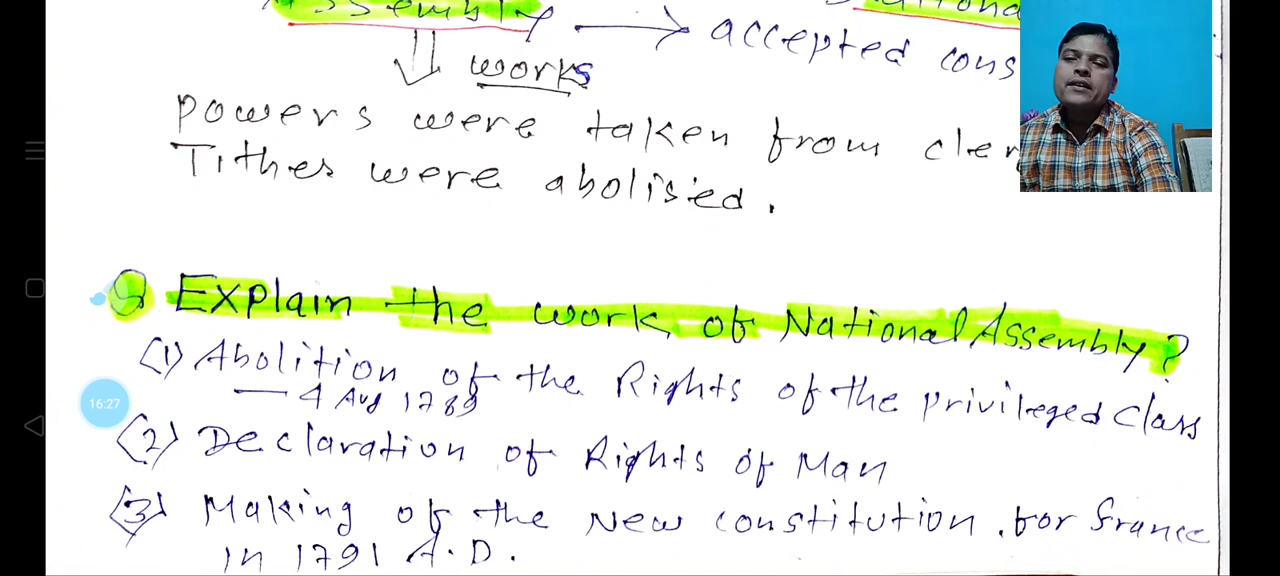 Assembly → accepted cons
works
powers were taken from cler
Tithes were abolised.
Q Explain the work of National Assembly?
(1) Abolition of the Rights of the privileged Class
— 4 Aug 1789
(2) Declaration of Rights of Man
(3) Making of the New constitution. for france
in 1791 A.D.
16:27